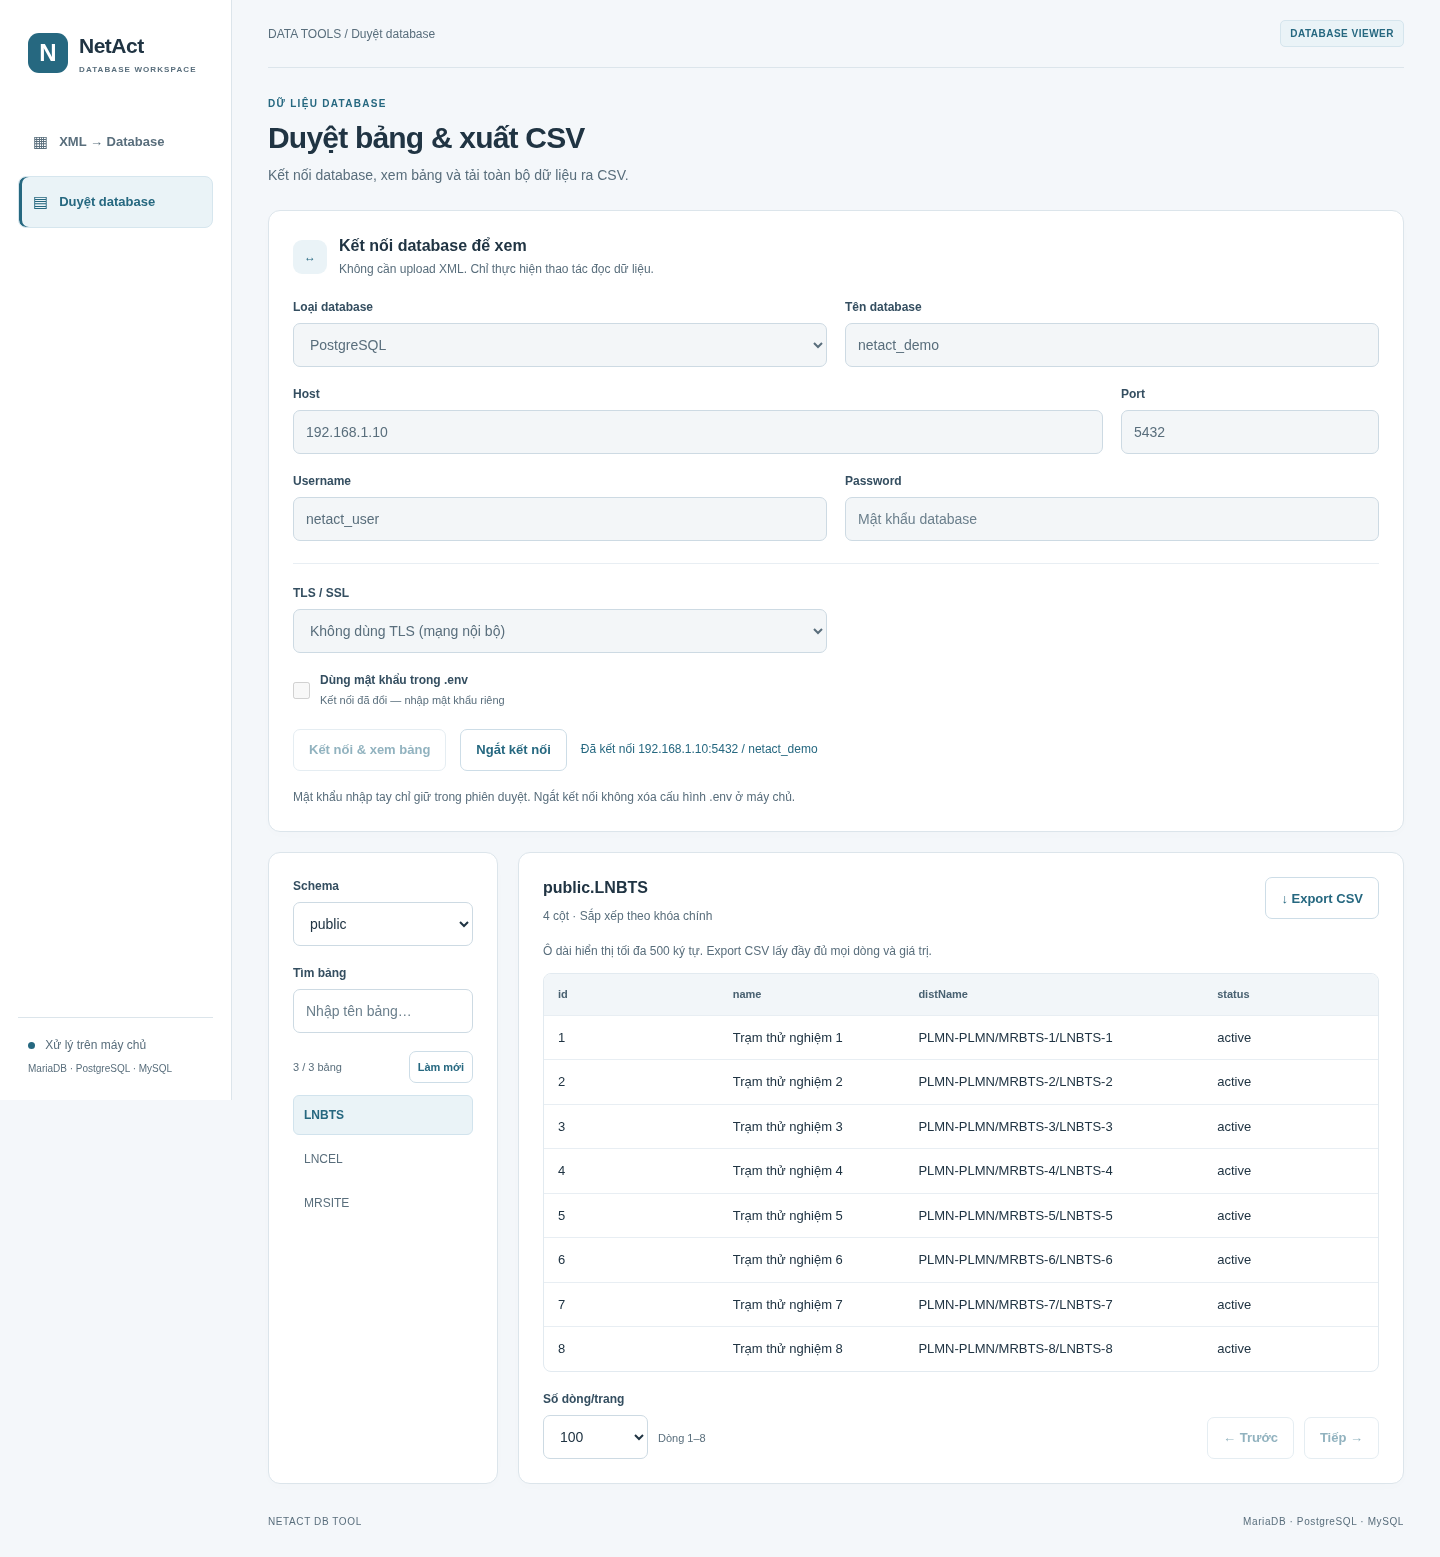 N
NetAct
DATABASE WORKSPACE
XML → Database
Duyệt database
Xử lý trên máy chủ
MariaDB · PostgreSQL · MySQL
DATA TOOLS / Duyệt database
DATABASE VIEWER
DỮ LIỆU DATABASE
Duyệt bảng & xuất CSV
Kết nối database, xem bảng và tải toàn bộ dữ liệu ra CSV.
↔
Kết nối database để xem
Không cần upload XML. Chỉ thực hiện thao tác đọc dữ liệu.
Loại database
Tên database
PostgreSQL
netact_demo
Host
Port
192.168.1.10
5432
Username
Password
netact_user
Mật khẩu database
TLS / SSL
Không dùng TLS (mạng nội bộ)
Dùng mật khẩu trong .env
Kết nối đã đổi — nhập mật khẩu riêng
Kết nối & xem bảng
Ngắt kết nối
Đã kết nối 192.168.1.10:5432 / netact_demo
Mật khẩu nhập tay chỉ giữ trong phiên duyệt. Ngắt kết nối không xóa cấu hình .env ở máy chủ.
Schema
public
Tìm bảng
Nhập tên bảng…
3 / 3 bảng
Làm mới
LNBTS
LNCEL
MRSITE
public.LNBTS
4 cột · Sắp xếp theo khóa chính
↓ Export CSV
Ô dài hiển thị tối đa 500 ký tự. Export CSV lấy đầy đủ mọi dòng và giá trị.
id name distName status
1 Trạm thử nghiệm 1 PLMN-PLMN/MRBTS-1/LNBTS-1 active
2 Trạm thử nghiệm 2 PLMN-PLMN/MRBTS-2/LNBTS-2 active
3 Trạm thử nghiệm 3 PLMN-PLMN/MRBTS-3/LNBTS-3 active
4 Trạm thử nghiệm 4 PLMN-PLMN/MRBTS-4/LNBTS-4 active
5 Trạm thử nghiệm 5 PLMN-PLMN/MRBTS-5/LNBTS-5 active
6 Trạm thử nghiệm 6 PLMN-PLMN/MRBTS-6/LNBTS-6 active
7 Trạm thử nghiệm 7 PLMN-PLMN/MRBTS-7/LNBTS-7 active
8 Trạm thử nghiệm 8 PLMN-PLMN/MRBTS-8/LNBTS-8 active
Số dòng/trang
100
Dòng 1–8
← Trước
Tiếp →
NETACT DB TOOL
MariaDB · PostgreSQL · MySQL